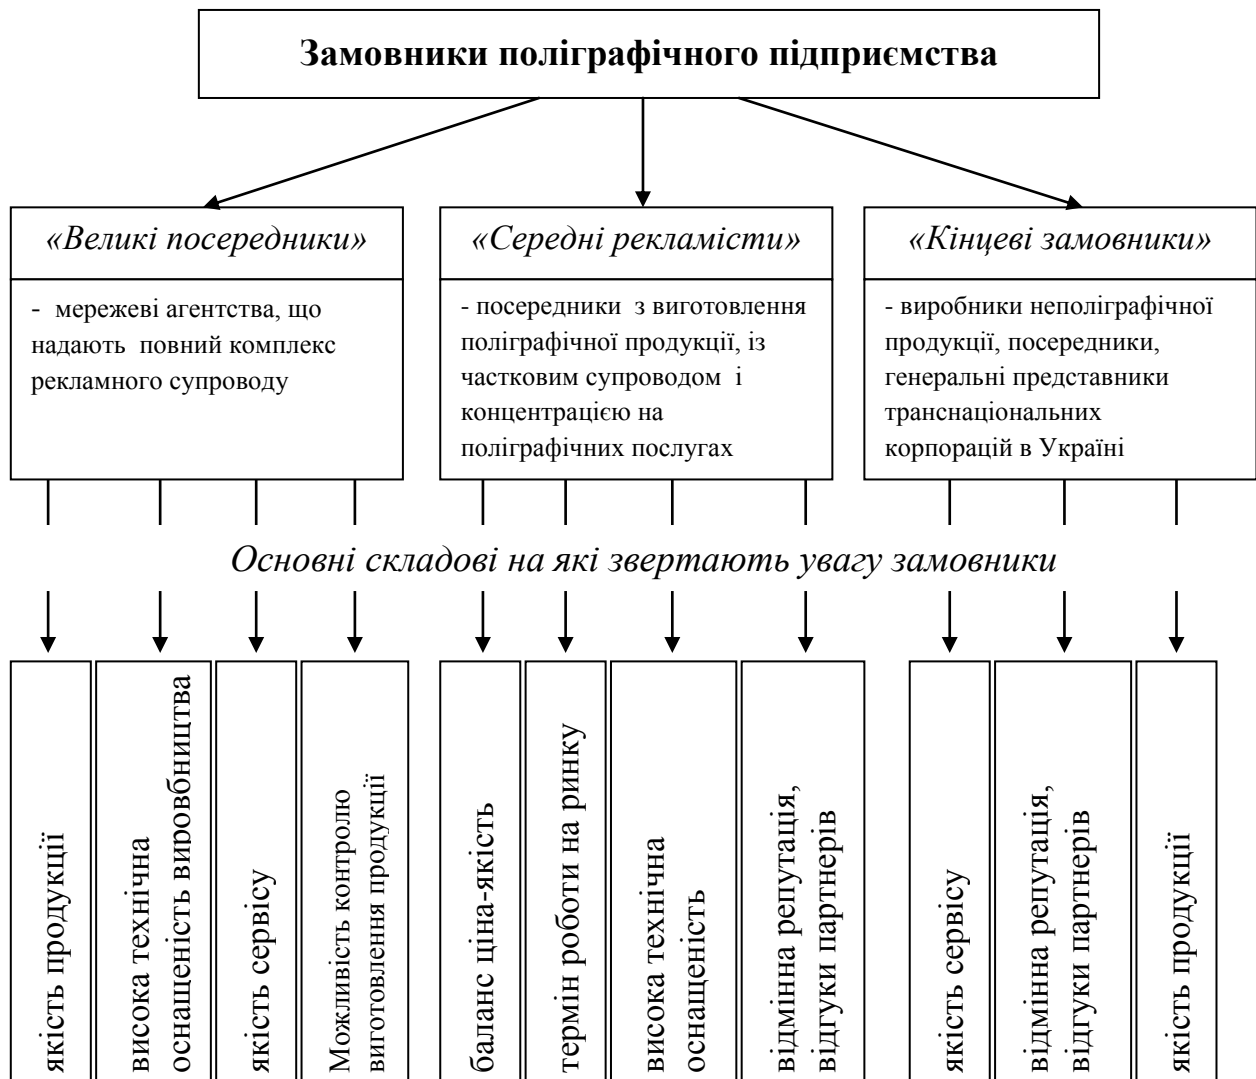 Замовники поліграфічного підприємства
«Великі посередники»
- мережеві агентства, що
надають повний комплекс
рекламного супроводу
«Середні рекламісти»
- посередники з виготовлення
поліграфічної продукції, із
частковим супроводом і
концентрацією на
поліграфічних послугах
«Кінцеві замовники»
- виробники неполіграфічної
продукції, посередники,
генеральні представники
транснаціональних
корпорацій в Україні
Основні складові на які звертають увагу замовники
якість продукції
висока технічна
оснащеність вировбництва
якість сервісу
Можливість контролю
виготовлення продукції
баланс ціна-якість
термін роботи на ринку
висока технічна
оснащеність
відмінна репутація,
відгуки партнерів
якість сервісу
відмінна репутація,
відгуки партнерів
якість продукції